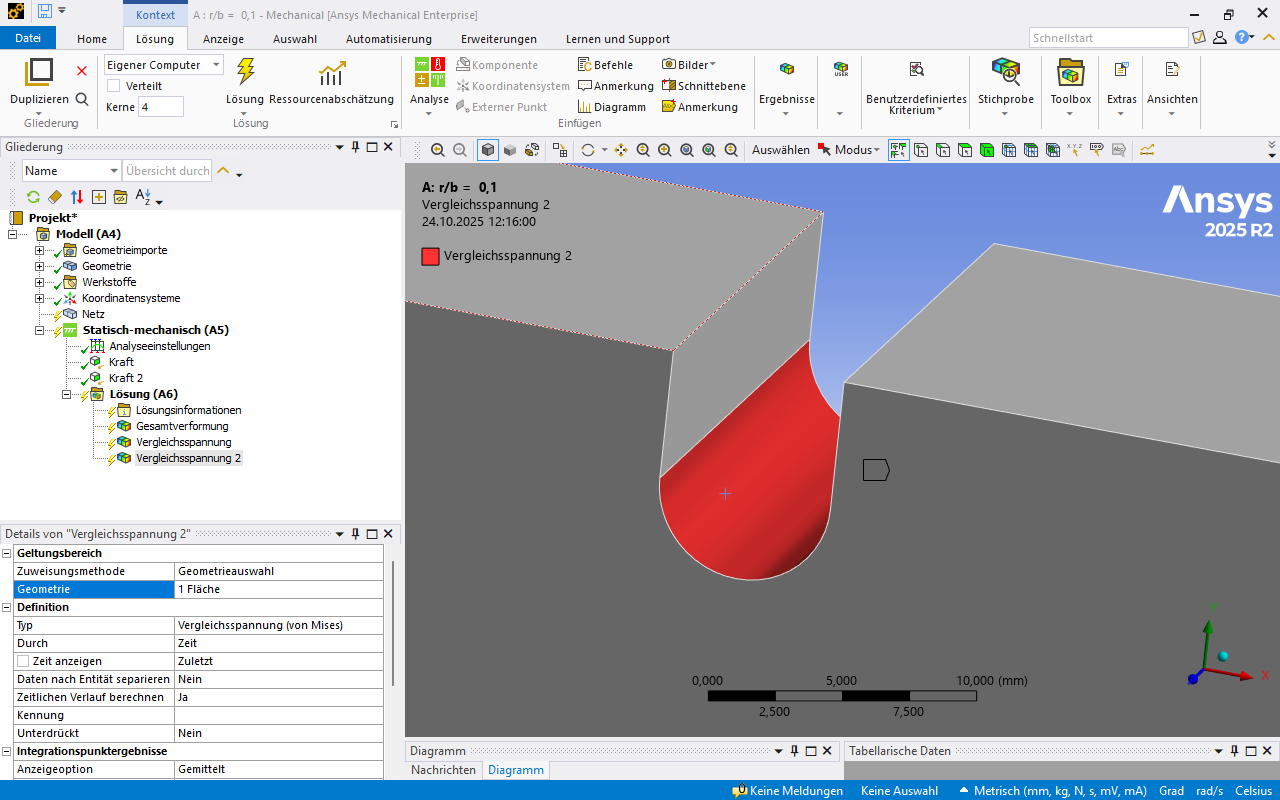 Kontext
A : r/b =  0,1 - Mechanical [Ansys Mechanical Enterprise]
Datei Home Lösung Anzeige Auswahl Automatisierung Erweiterungen Lernen und Support
Schnellstart
Duplizieren
Gliederung
Eigener Computer
Verteilt
Kerne 4
Lösung
Ressourcenabschätzung
Lösung
Analyse
Komponente
Koordinatensystem
Externer Punkt
Befehle
Anmerkung
Diagramm
Bilder
Schnittebene
Anmerkung
Einfügen
Ergebnisse
USER
Benutzerdefiniertes
Kriterium
Stichprobe
Toolbox
Extras
Ansichten
Gliederung
Name
Übersicht durch
Auswählen
Modus
Projekt*
Modell (A4)
Geometrieimporte
Geometrie
Werkstoffe
Koordinatensysteme
Netz
Statisch-mechanisch (A5)
Analyseeinstellungen
Kraft
Kraft 2
Lösung (A6)
Lösungsinformationen
Gesamtverformung
Vergleichsspannung
Vergleichsspannung 2
Details von "Vergleichsspannung 2"
Geltungsbereich
Zuweisungsmethode Geometrieauswahl
Geometrie 1 Fläche
Definition
Typ Vergleichsspannung (von Mises)
Durch Zeit
Zeit anzeigen Zuletzt
Daten nach Entität separieren Nein
Zeitlichen Verlauf berechnen Ja
Kennung
Unterdrückt Nein
Integrationspunktergebnisse
Anzeigeoption Gemittelt
A: r/b =  0,1
Vergleichsspannung 2
24.10.2025 12:16:00
Vergleichsspannung 2
Ansys
2025 R2
0,000 5,000 10,000 (mm)
2,500 7,500
Y
X
Diagramm
Nachrichten Diagramm
Tabellarische Daten
Keine Meldungen Keine Auswahl Metrisch (mm, kg, N, s, mV, mA) Grad rad/s Celsius